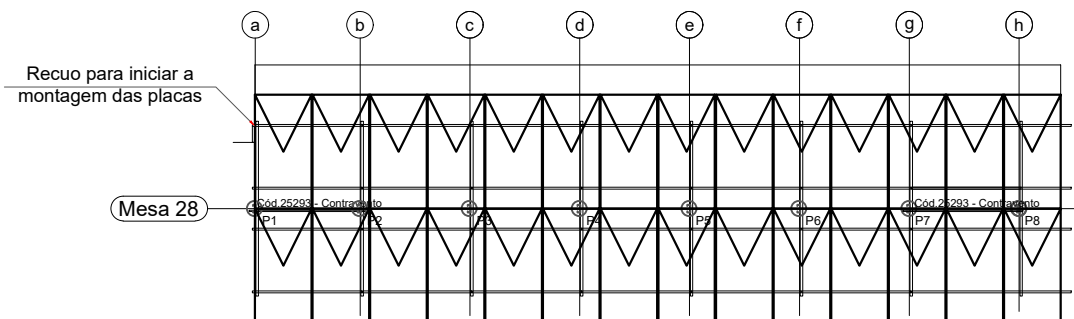 a b c d e f g h
Recuo para iniciar a
montagem das placas
Mesa 28
Cód.25293 - Contravento
Cód.25293 - Contravento
P1 P2 P3 P4 P5 P6 P7 P8